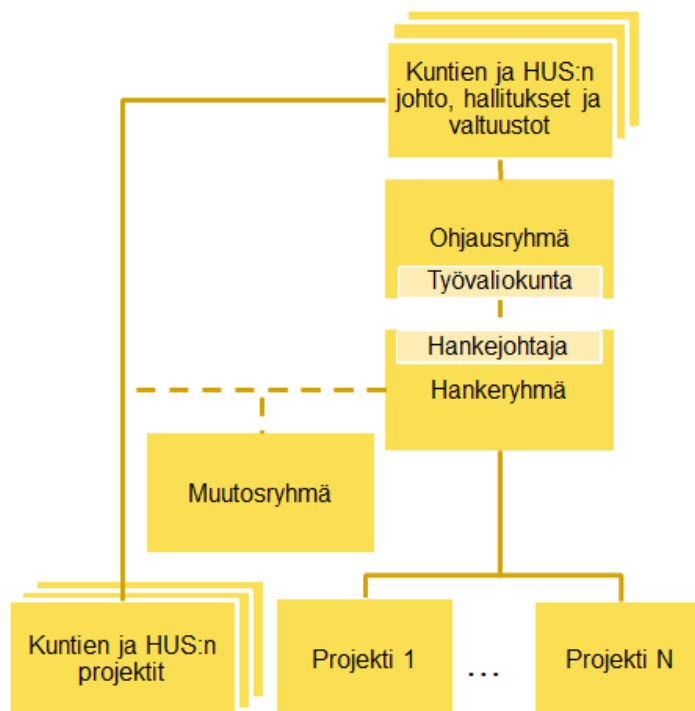 Kuntien ja HUS:n
johto, hallitukset ja
valtuustot
Ohjausryhmä
Työvaliokunta
Hankejohtaja
Hankeryhmä
Muutosryhmä
Kuntien ja HUS:n
projektit
Projekti 1
...
Projekti N